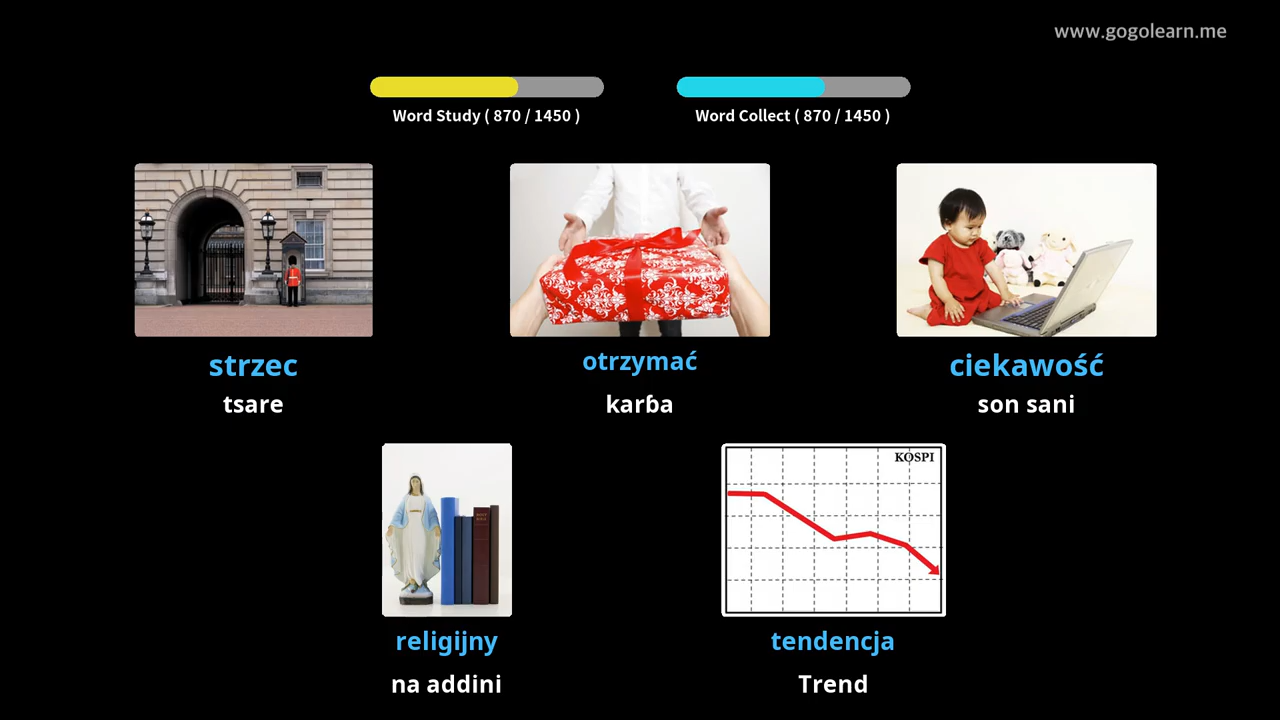 www.gogolearn.me
Word Study ( 870 / 1450 )
Word Collect ( 870 / 1450 )
strzec
otrzymać
ciekawość
tsare
karɓa
son sani
KOSPI
religijny
tendencja
na addini
Trend